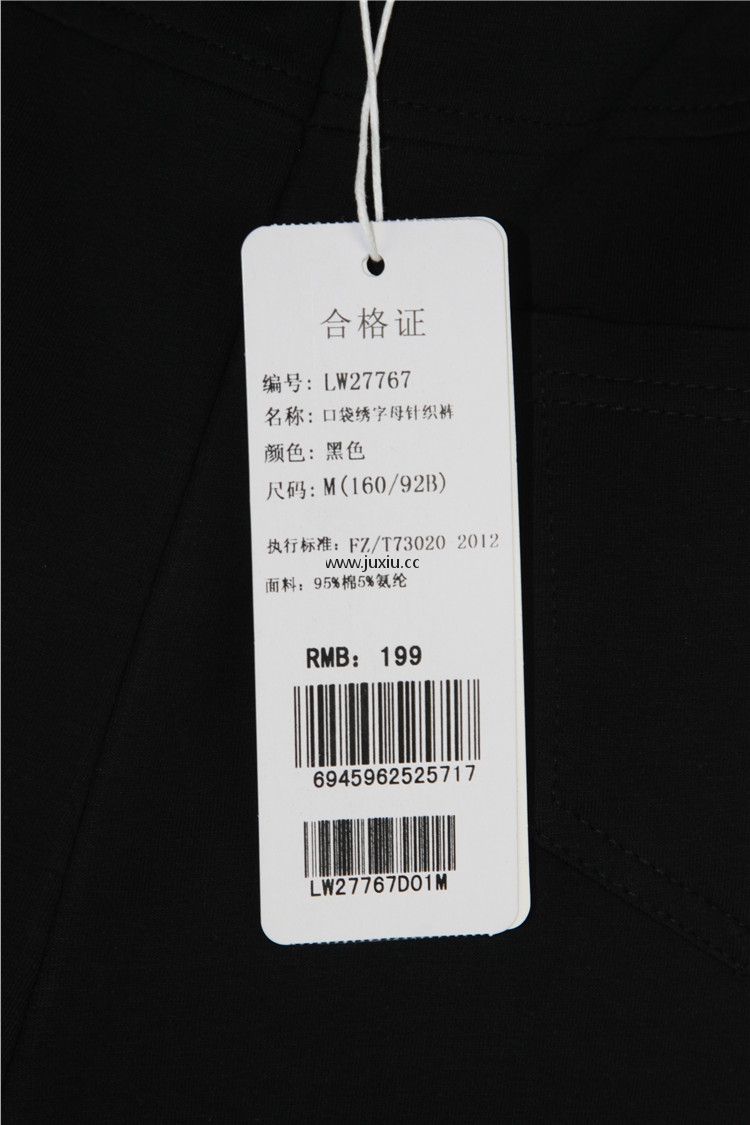 合格证
编号: LW27767
名称: 口袋绣字母针织裤
颜色: 黑色
尺码: M(160/92B)
执行标准: FZ/T73020 2012
www.juxiu.cc
面料: 95%棉5%氨纶
RMB: 199
6945962525717
LW27767D01M